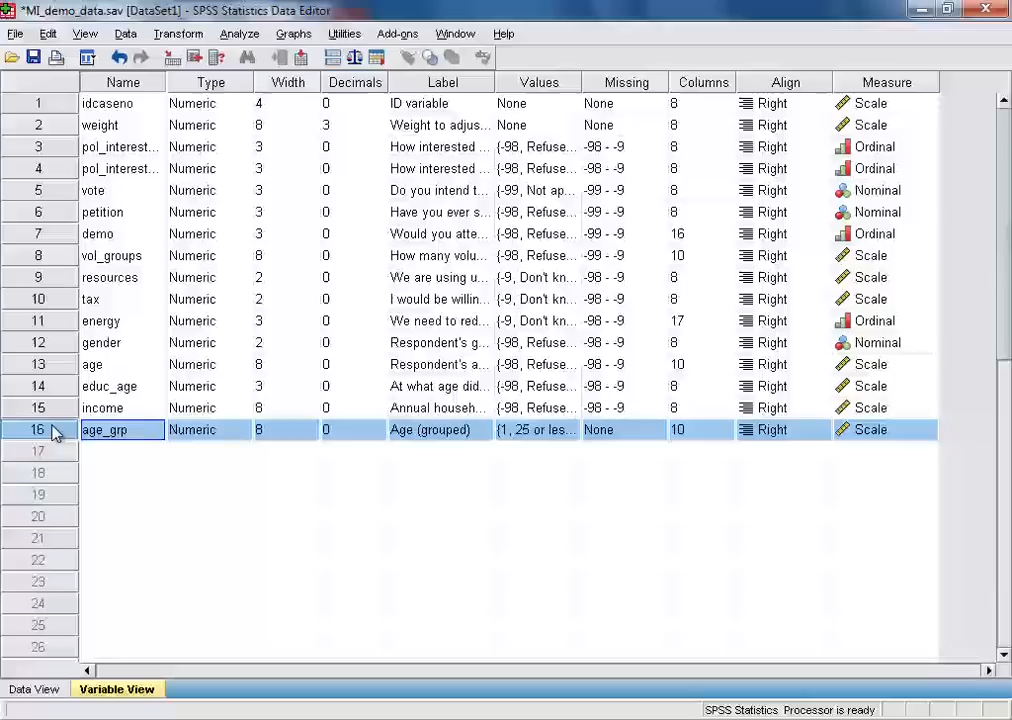 *MI_demo_data.sav [DataSet1] - SPSS Statistics Data Editor
File Edit View Data Transform Analyze Graphs Utilities Add-ons Window Help
Name Type Width Decimals Label Values Missing Columns Align Measure
1 idcaseno Numeric 4 0 ID variable None None 8 Right Scale
2 weight Numeric 8 3 Weight to adjus... None None 8 Right Scale
3 pol_interest... Numeric 3 0 How interested ... {-98, Refuse... -98 - -9 8 Right Ordinal
4 pol_interest... Numeric 3 0 How interested ... {-98, Refuse... -98 - -9 8 Right Ordinal
5 vote Numeric 3 0 Do you intend t... {-99, Not ap... -99 - -9 8 Right Nominal
6 petition Numeric 3 0 Have you ever s... {-98, Refuse... -99 - -9 8 Right Nominal
7 demo Numeric 3 0 Would you atte... {-98, Refuse... -99 - -9 16 Right Ordinal
8 vol_groups Numeric 8 0 How many volu... {-98, Refuse... -98 - -9 10 Right Scale
9 resources Numeric 2 0 We are using u... {-9, Don't kn... -98 - -9 8 Right Scale
10 tax Numeric 2 0 I would be willin... {-9, Don't kn... -98 - -9 8 Right Scale
11 energy Numeric 3 0 We need to red... {-9, Don't kn... -98 - -9 17 Right Ordinal
12 gender Numeric 2 0 Respondent's g... {-98, Refuse... -98 - -9 8 Right Nominal
13 age Numeric 8 0 Respondent's a... {-98, Refuse... -98 - -9 10 Right Scale
14 educ_age Numeric 3 0 At what age did... {-98, Refuse... -98 - -9 8 Right Scale
15 income Numeric 8 0 Annual househ... {-98, Refuse... -98 - -9 8 Right Scale
16 age_grp Numeric 8 0 Age (grouped) {1, 25 or les... None 10 Right Scale
17
18
19
20
21
22
23
24
25
26
Data View Variable View
SPSS Statistics Processor is ready